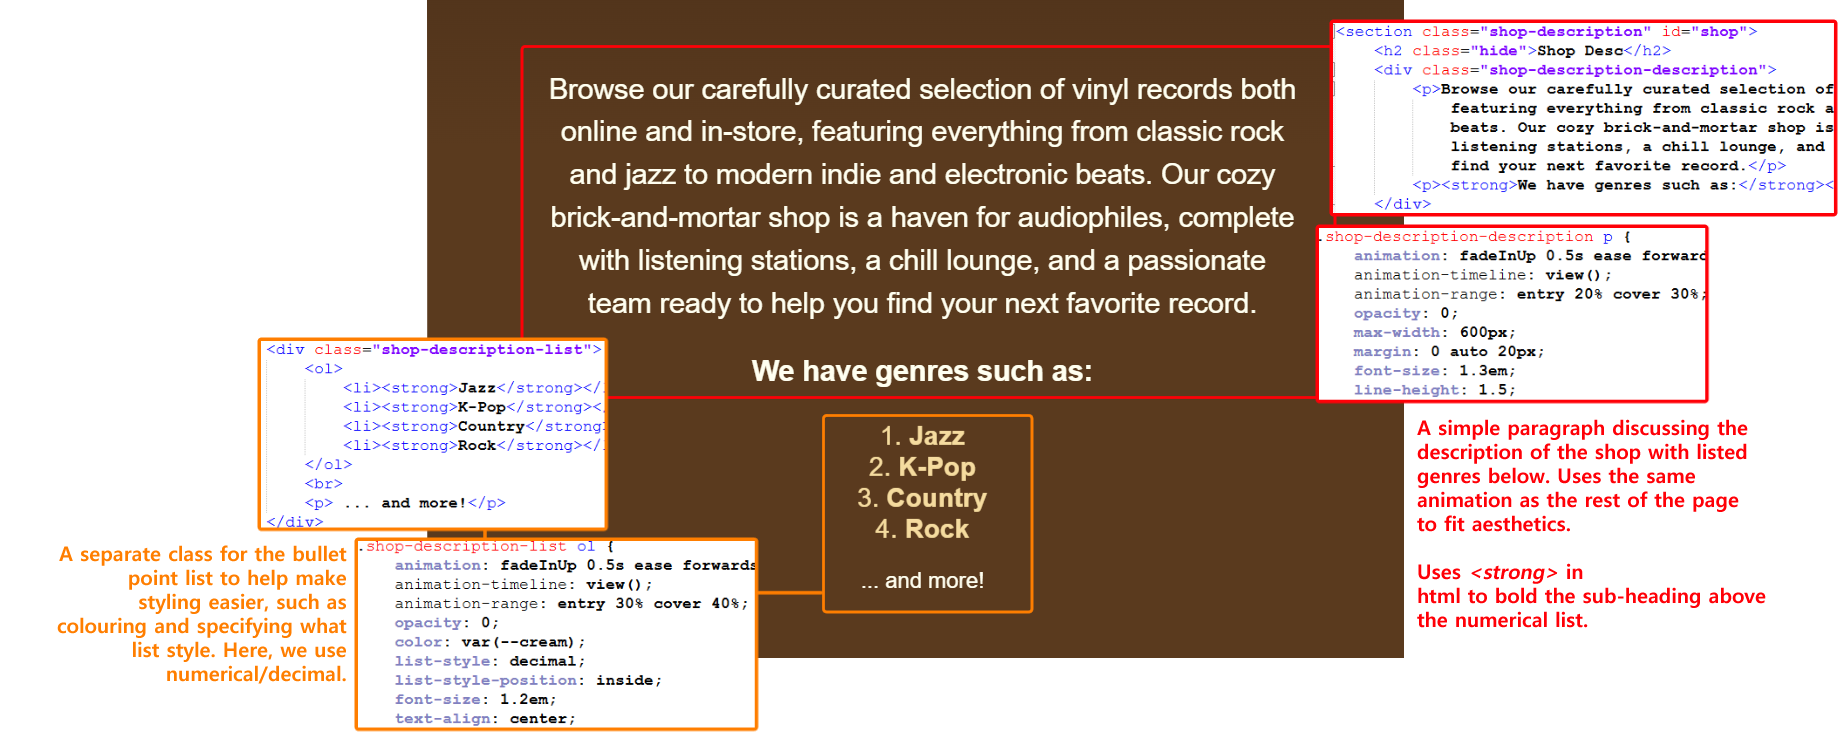 Browse our carefully curated selection of vinyl records both
online and in-store, featuring everything from classic rock
and jazz to modern indie and electronic beats. Our cozy
brick-and-mortar shop is a haven for audiophiles, complete
with listening stations, a chill lounge, and a passionate
team ready to help you find your next favorite record.
We have genres such as:
1. Jazz
2. K-Pop
3. Country
4. Rock
... and more!
<section class="shop-description" id="shop">
<h2 class="hide">Shop Desc</h2>
<div class="shop-description-description">
<p>Browse our carefully curated selection of
featuring everything from classic rock a
beats. Our cozy brick-and-mortar shop is
listening stations, a chill lounge, and
find your next favorite record.</p>
<p><strong>We have genres such as:</strong><
</div>
.shop-description-description p {
animation: fadeInUp 0.5s ease forward
animation-timeline: view();
animation-range: entry 20% cover 30%;
opacity: 0;
max-width: 600px;
margin: 0 auto 20px;
font-size: 1.3em;
line-height: 1.5;
A simple paragraph discussing the
description of the shop with listed
genres below. Uses the same
animation as the rest of the page
to fit aesthetics.
Uses <strong> in
html to bold the sub-heading above
the numerical list.
<div class="shop-description-list">
<ol>
<li><strong>Jazz</strong></l
<li><strong>K-Pop</strong></
<li><strong>Country</strong>
<li><strong>Rock</strong></l
</ol>
<br>
<p> ... and more!</p>
</div>
A separate class for the bullet
point list to help make
styling easier, such as
colouring and specifying what
list style. Here, we use
numerical/decimal.
.shop-description-list ol {
animation: fadeInUp 0.5s ease forwards
animation-timeline: view();
animation-range: entry 30% cover 40%;
opacity: 0;
color: var(--cream);
list-style: decimal;
list-style-position: inside;
font-size: 1.2em;
text-align: center;